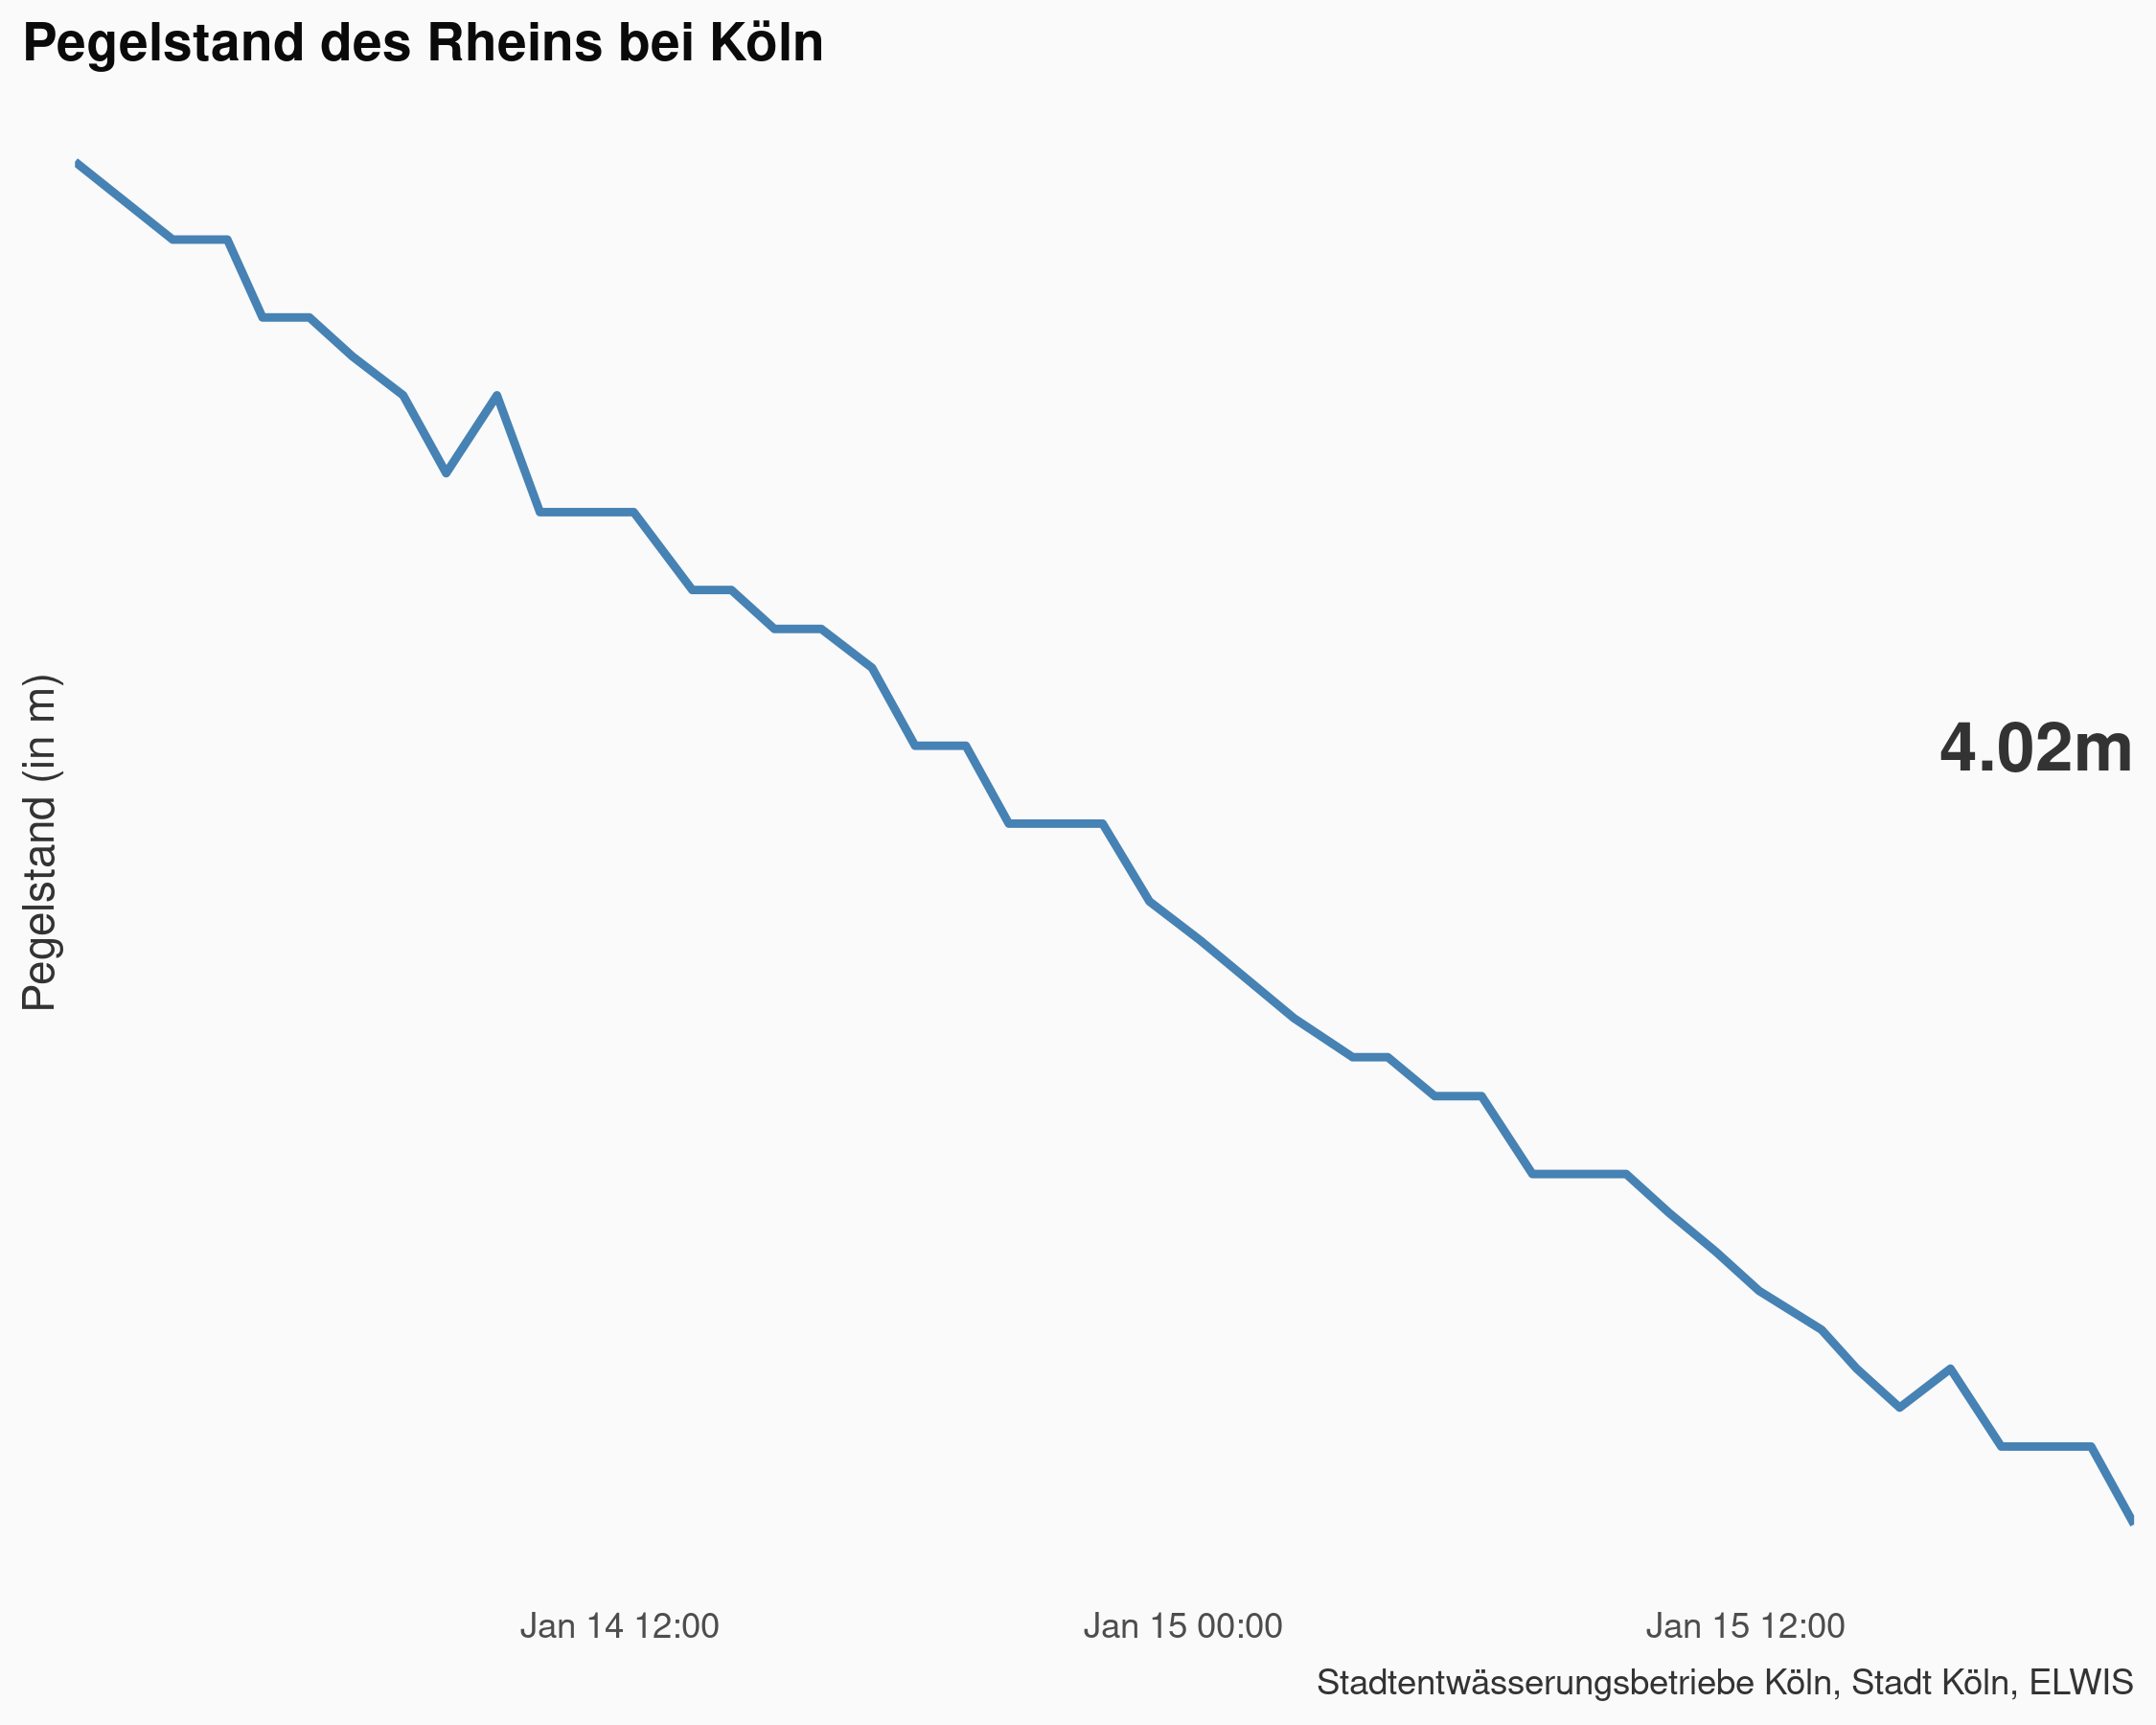 Pegelstand des Rheins bei Köln
Pegelstand (in m)
4.02m
Jan 14 12:00
Jan 15 00:00
Jan 15 12:00
Stadtentwässerungsbetriebe Köln, Stadt Köln, ELWIS